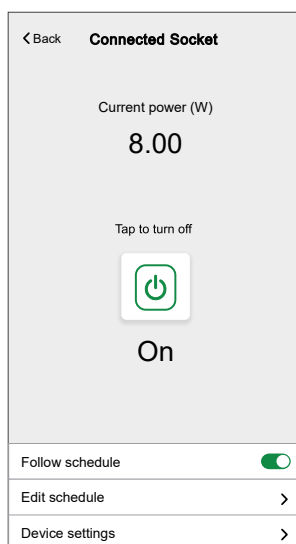 Back Connected Socket
Current power (W)
8.00
Tap to turn off
On
Follow schedule
Edit schedule
Device settings